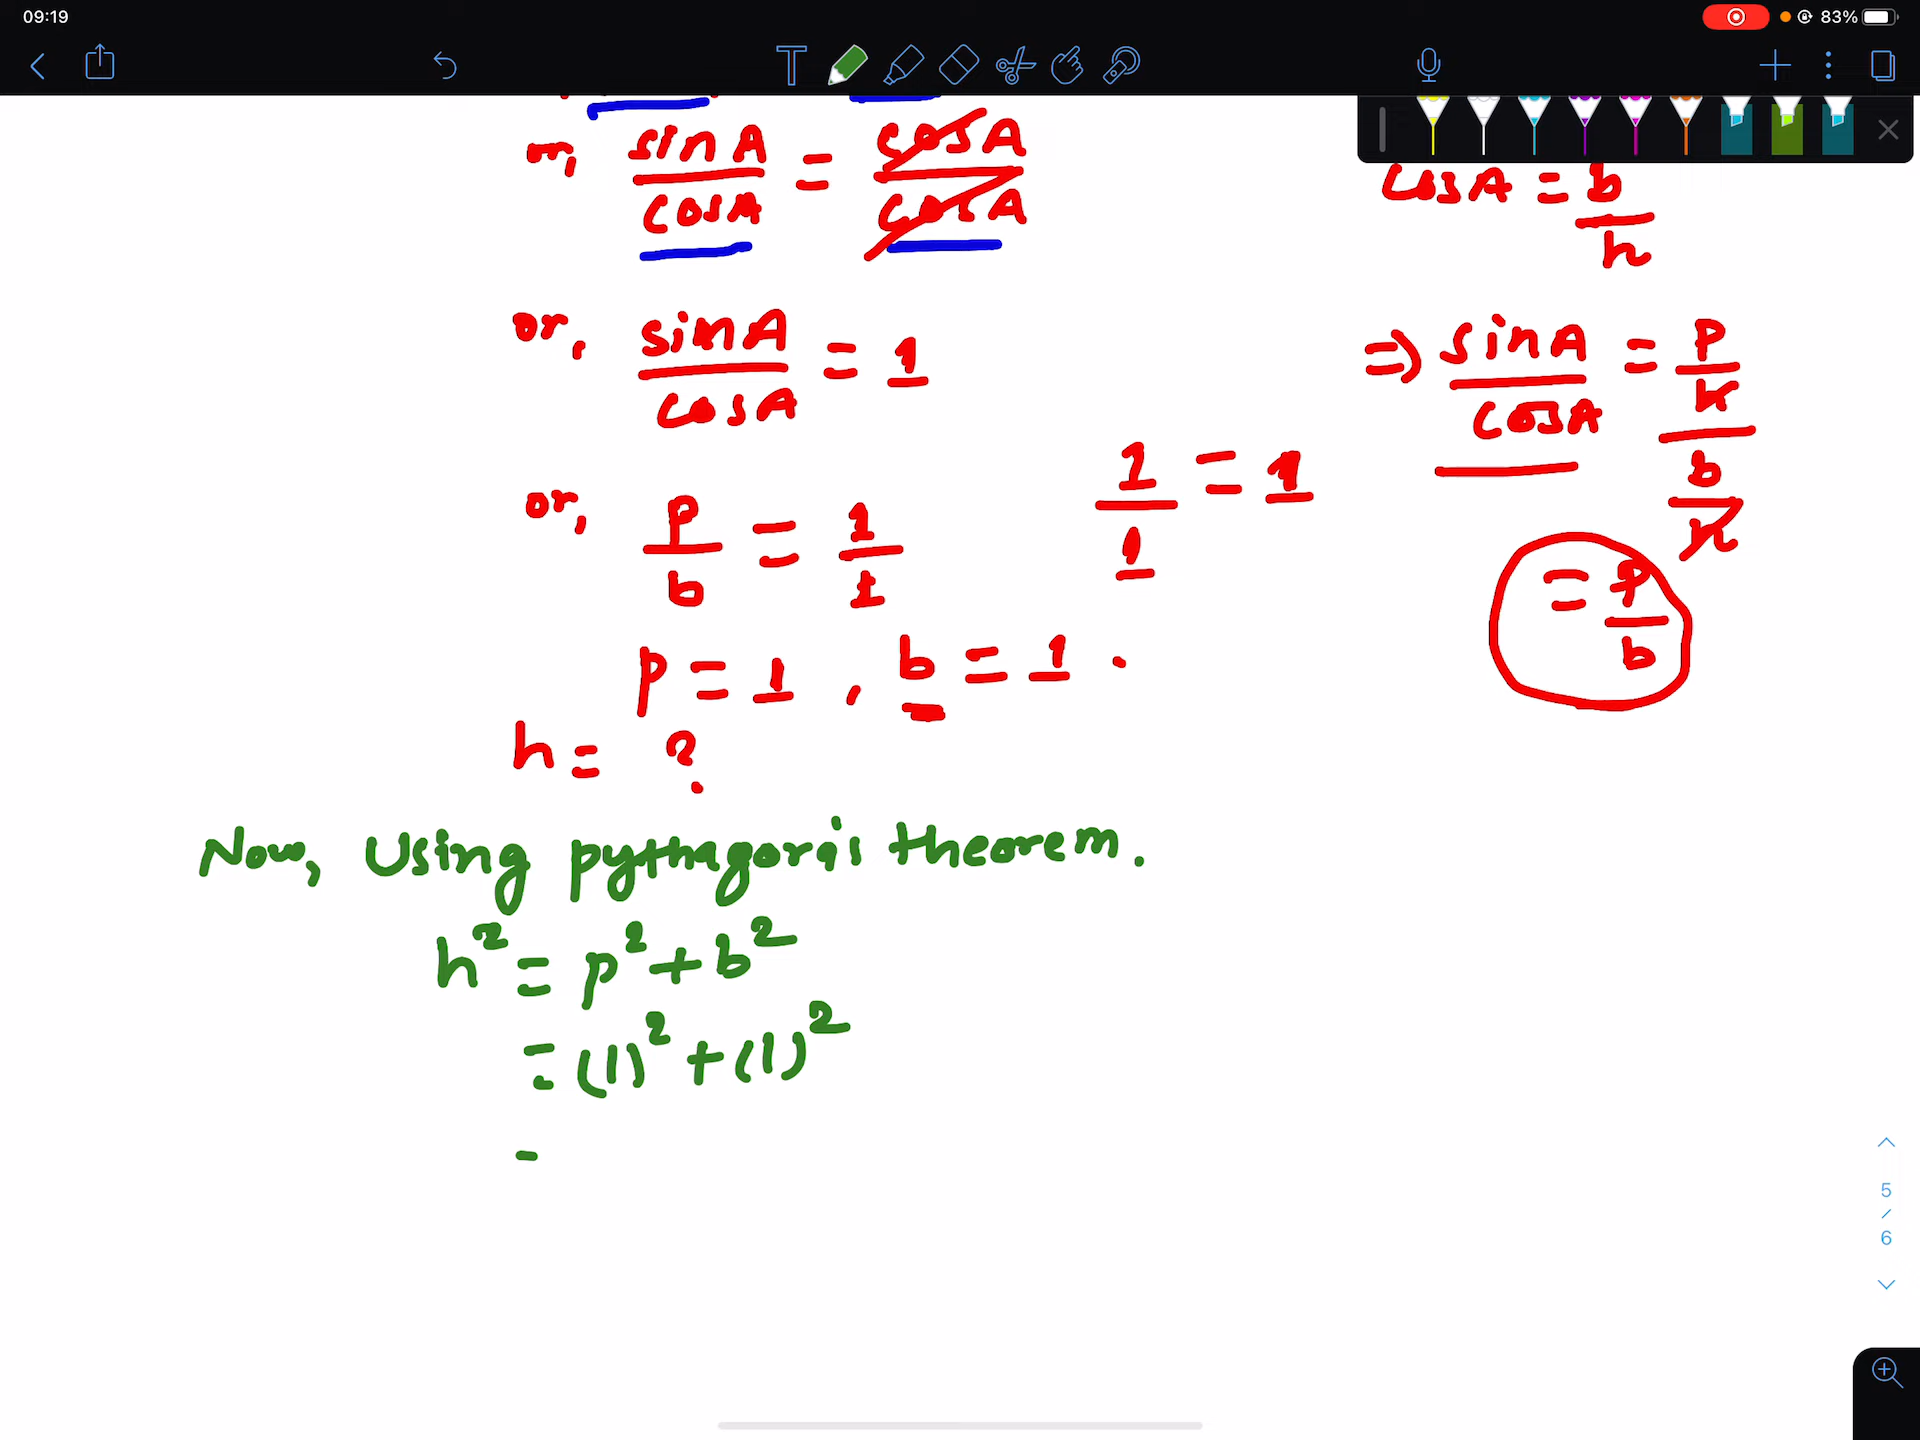 09:19
83%
or, sinA/cosA = cosA/cosA
cosA = b/h
or, sinA/cosA = 1
⇒ sinA/cosA = p/h / b/h
or, p/b = 1/1
1/1 = 1
= p/b
p = 1, b = 1.
h = ?
Now, Using pythagora's theorem.
h² = p² + b²
= (1)² + (1)²
-
5
/
6